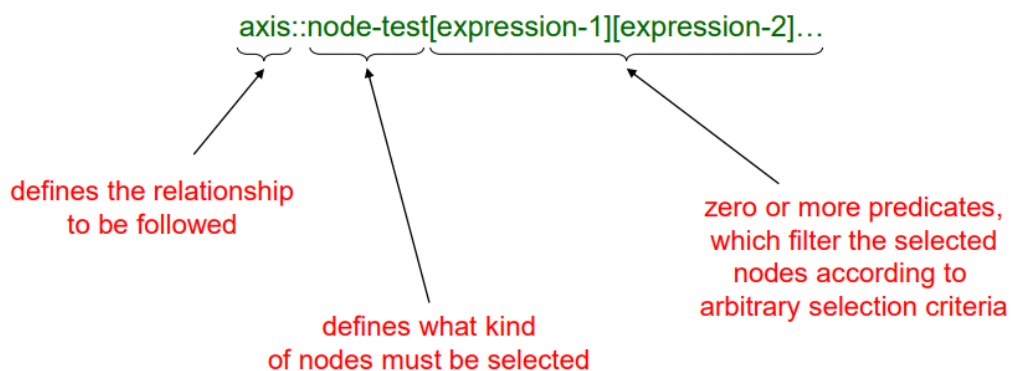 axis::node-test[expression-1][expression-2]…
defines the relationship
to be followed
zero or more predicates,
which filter the selected
nodes according to
arbitrary selection criteria
defines what kind
of nodes must be selected